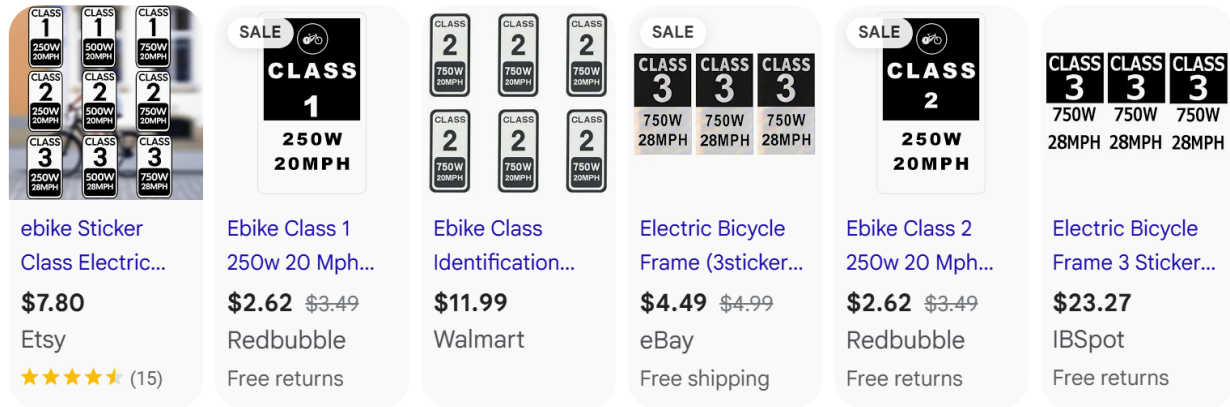 CLASS CLASS CLASS
1 1 1
250W 500W 750W
20MPH 20MPH 20MPH
CLASS CLASS CLASS
2 2 2
250W 500W 750W
20MPH 20MPH 20MPH
CLASS CLASS CLASS
3 3 3
250W 500W 750W
28MPH 28MPH 28MPH
ebike Sticker
Class Electric...
$7.80
Etsy
(15)
SALE
CLASS
1
250W
20MPH
Ebike Class 1
250w 20 Mph...
$2.62 $3.49
Redbubble
Free returns
CLASS CLASS CLASS
2 2 2
750W 750W 750W
20MPH 20MPH 20MPH
CLASS CLASS CLASS
2 2 2
750W 750W 750W
20MPH 20MPH 20MPH
Ebike Class
Identification...
$11.99
Walmart
SALE
CLASS CLASS CLASS
3 3 3
750W 750W 750W
28MPH 28MPH 28MPH
Electric Bicycle
Frame (3sticker...
$4.49 $4.99
eBay
Free shipping
SALE
CLASS
2
250W
20MPH
Ebike Class 2
250w 20 Mph...
$2.62 $3.49
Redbubble
Free returns
CLASS CLASS CLASS
3 3 3
750W 750W 750W
28MPH 28MPH 28MPH
Electric Bicycle
Frame 3 Sticker...
$23.27
IBSpot
Free returns